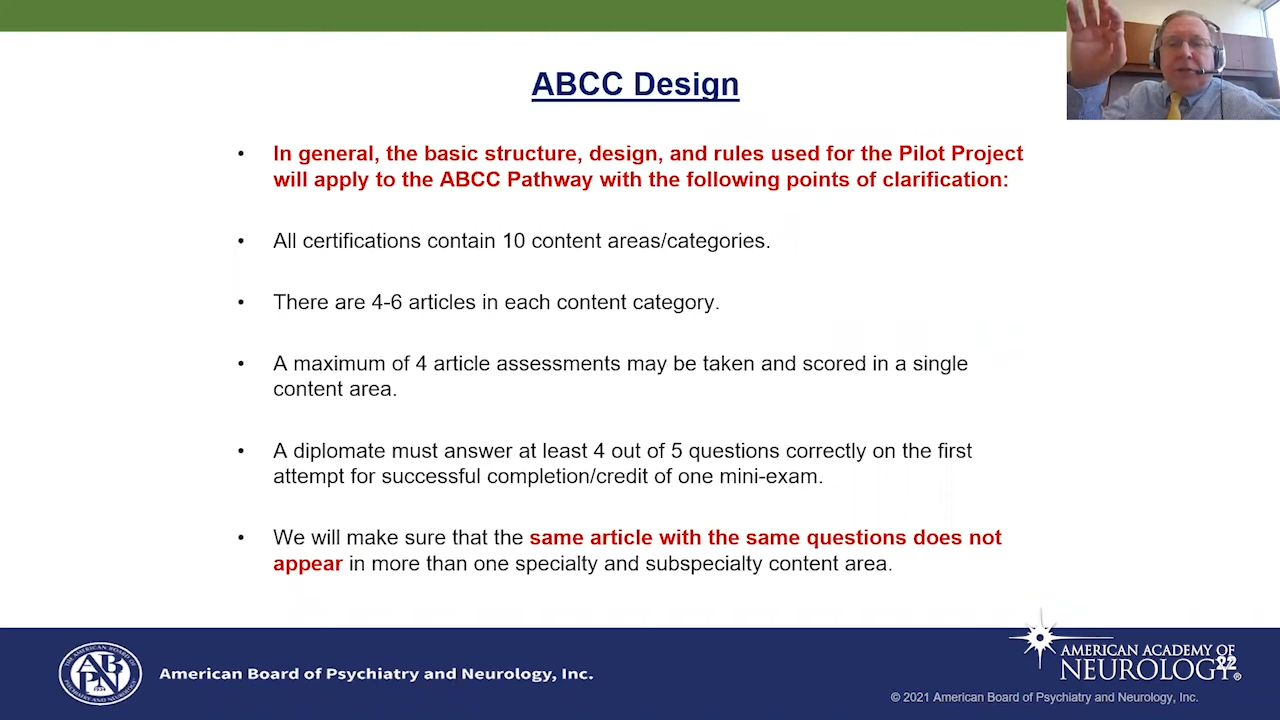 ABCC Design
• In general, the basic structure, design, and rules used for the Pilot Project
will apply to the ABCC Pathway with the following points of clarification:
• All certifications contain 10 content areas/categories.
• There are 4-6 articles in each content category.
• A maximum of 4 article assessments may be taken and scored in a single
content area.
• A diplomate must answer at least 4 out of 5 questions correctly on the first
attempt for successful completion/credit of one mini-exam.
• We will make sure that the same article with the same questions does not
appear in more than one specialty and subspecialty content area.
ABPN
American Board of Psychiatry and Neurology, Inc.
AMERICAN ACADEMY OF
NEUROLOGY®
22
© 2021 American Board of Psychiatry and Neurology, Inc.